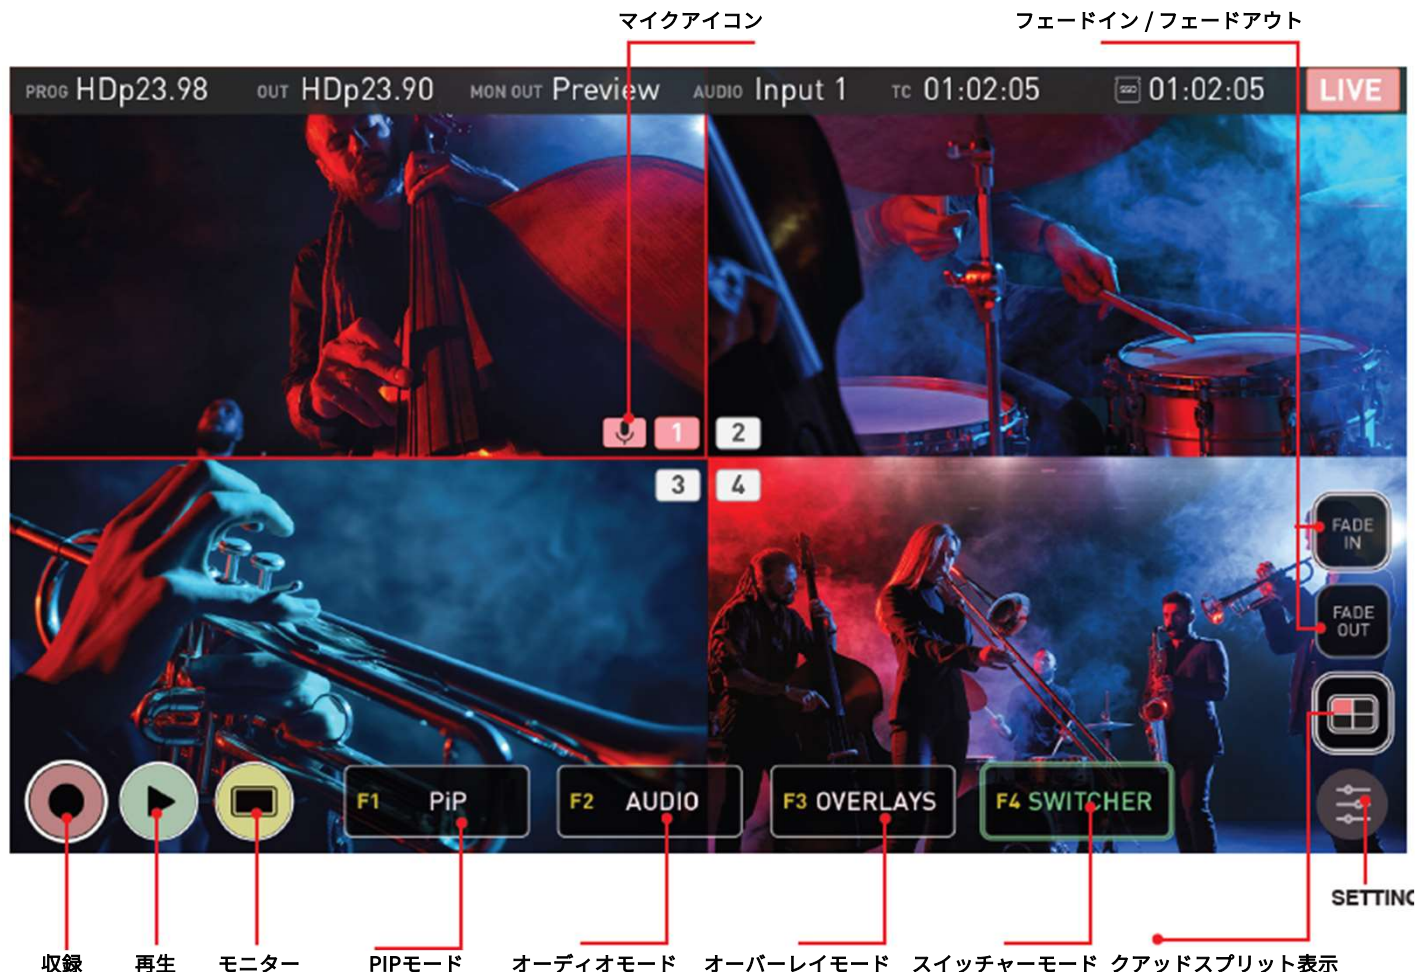 マイクアイコン
フェードイン / フェードアウト
PROG HDp23.98 OUT HDp23.90 MON OUT Preview AUDIO Input 1 TC 01:02:05 SSD 01:02:05 LIVE
1
2
3
4
FADE
IN
FADE
OUT
F1 PiP F2 AUDIO F3 OVERLAYS F4 SWITCHER
SETTING
収録 再生 モニター PIPモード オーディオモード オーバーレイモード スイッチャーモード クアッドスプリット表示